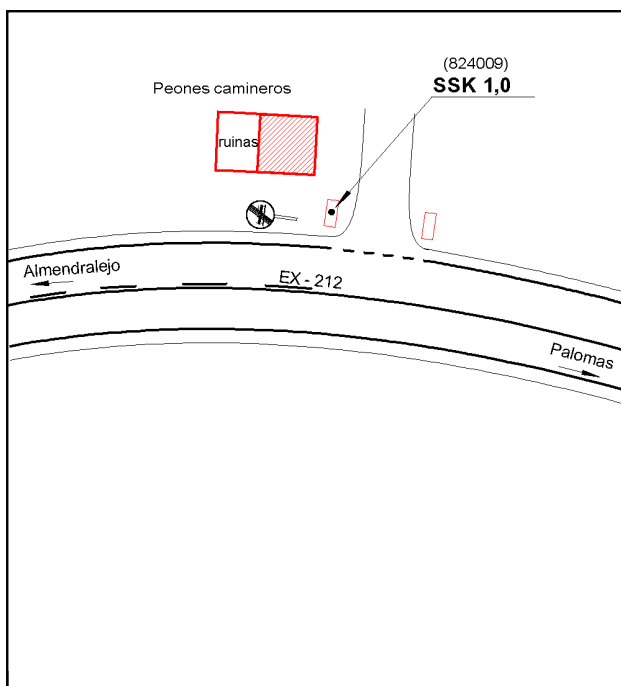 (824009)
SSK 1,0
Peones camineros
ruinas
Almendralejo
EX - 212
Palomas